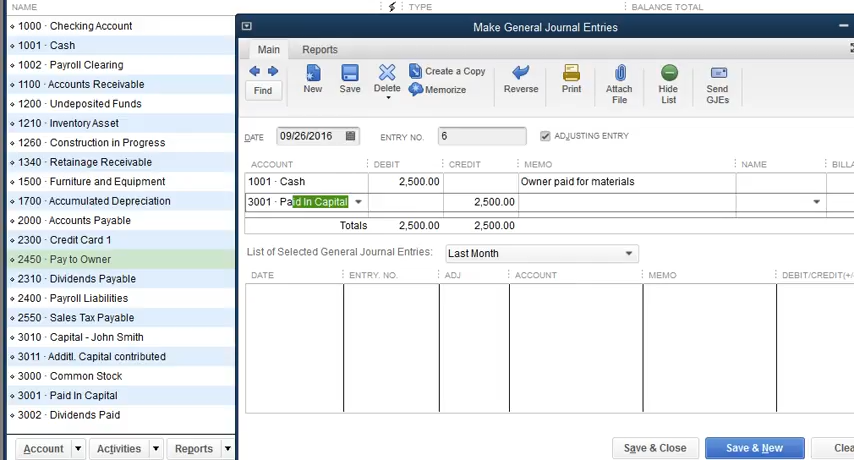 NAME TYPE BALANCE TOTAL
1000 · Checking Account
1001 · Cash
1002 · Payroll Clearing
1100 · Accounts Receivable
1200 · Undeposited Funds
1210 · Inventory Asset
1260 · Construction in Progress
1340 · Retainage Receivable
1500 · Furniture and Equipment
1700 · Accumulated Depreciation
2000 · Accounts Payable
2300 · Credit Card 1
2450 · Pay to Owner
2310 · Dividends Payable
2400 · Payroll Liabilities
2550 · Sales Tax Payable
3010 · Capital - John Smith
3011 · Additl. Capital contributed
3000 · Common Stock
3001 · Paid In Capital
3002 · Dividends Paid
Account Activities Reports
Make General Journal Entries
Main Reports
Find New Save Delete Create a Copy
Memorize Reverse Print Attach File Hide List Send GJEs
DATE 09/26/2016 ENTRY NO. 6 ADJUSTING ENTRY
ACCOUNT DEBIT CREDIT MEMO NAME BILLA
1001 · Cash 2,500.00 Owner paid for materials
3001 · Paid In Capital 2,500.00
Totals 2,500.00 2,500.00
List of Selected General Journal Entries: Last Month
DATE ENTRY. NO. ADJ ACCOUNT MEMO DEBIT/CREDIT(+/
Save & Close Save & New Clea